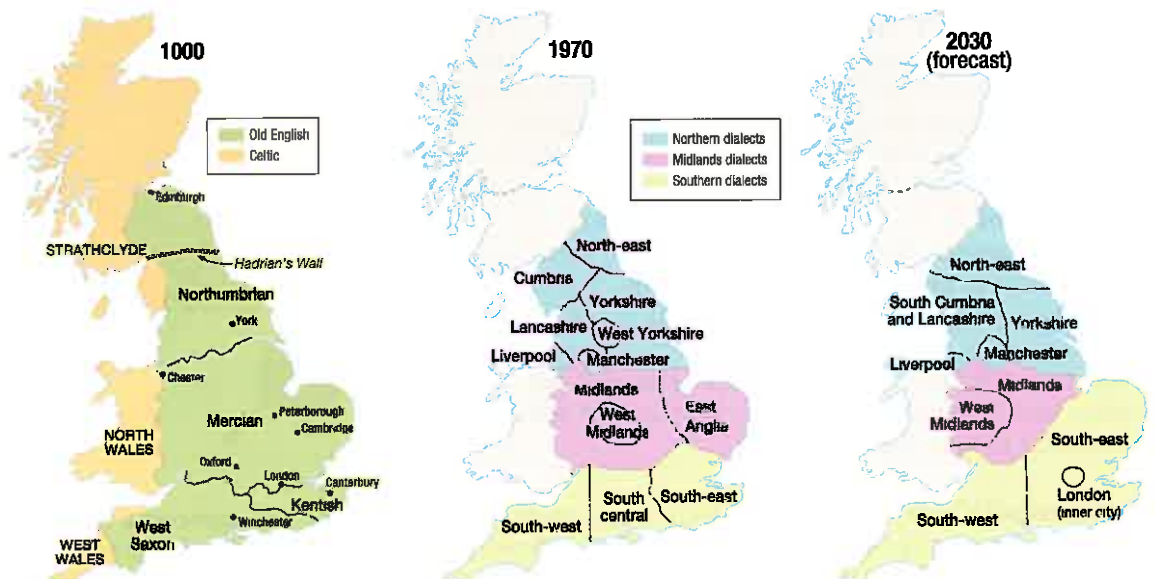 1000
Old English
Celtic
Edinburgh
STRATHCLYDE
Hadrian's Wall
Northumbrian
York
Chester
Mercian
Peterborough
Cambridge
NORTH
WALES
Oxford
London
Canterbury
Kentish
Winchester
West
Saxon
WEST
WALES
1970
Northern dialects
Midlands dialects
Southern dialects
North-east
Cumbria
Yorkshire
Lancashire
West Yorkshire
Liverpool
Manchester
Midlands
West
Midlands
East
Anglia
South
central
South-east
South-west
2030
(forecast)
North-east
South Cumbria
and Lancashire
Yorkshire
Liverpool
Manchester
Midlands
West
Midlands
South-east
London
(inner city)
South-west